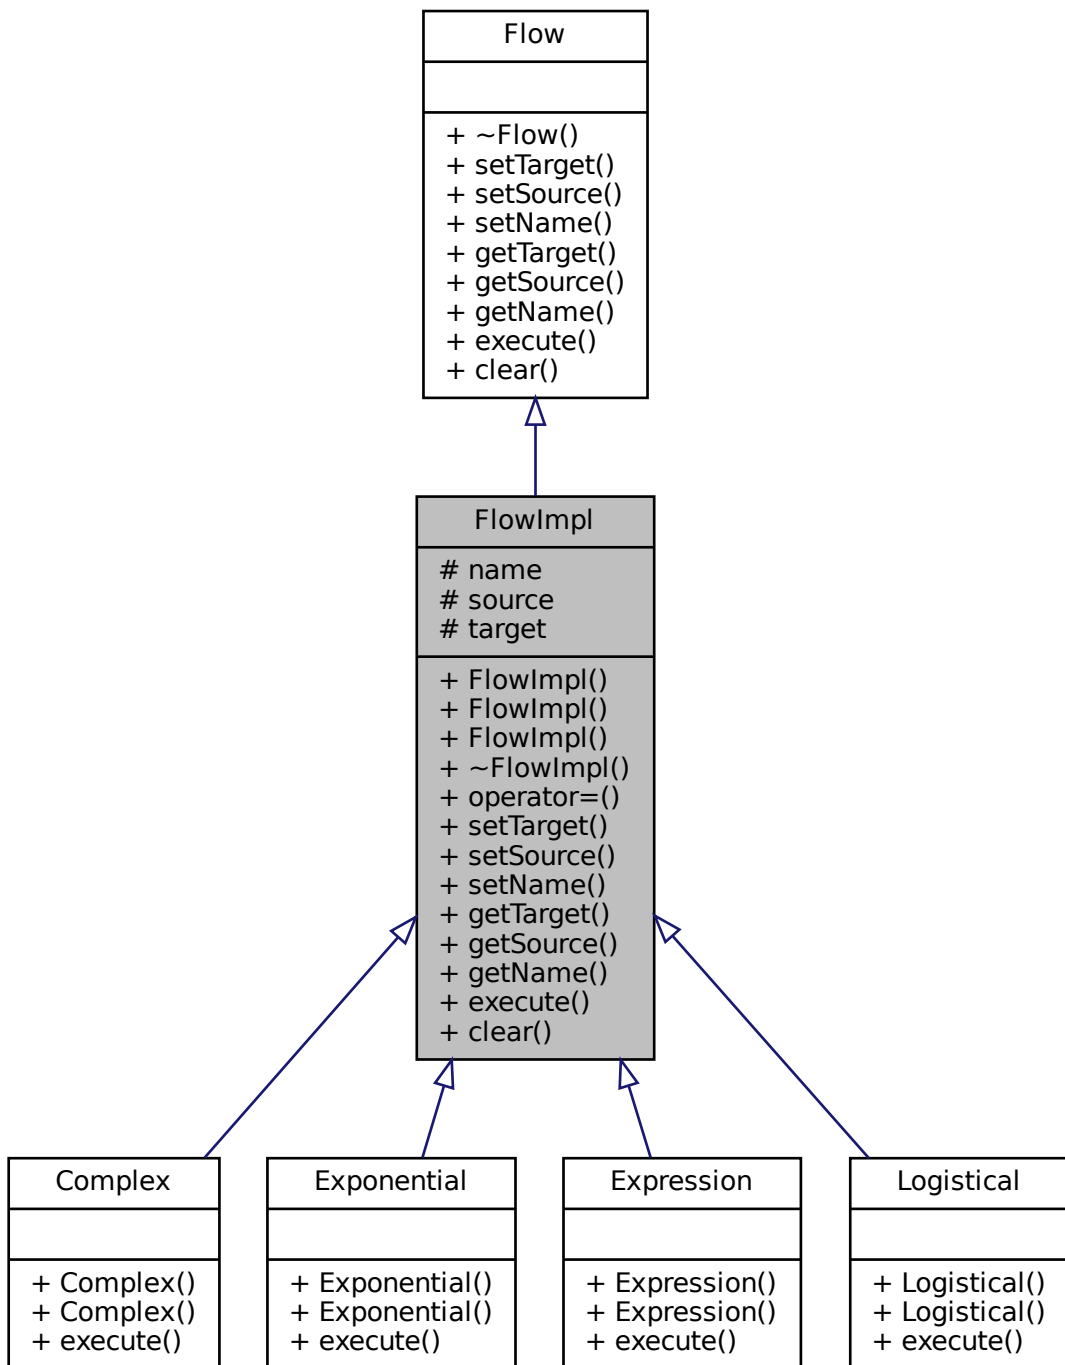 Flow
+ ~Flow()
+ setTarget()
+ setSource()
+ setName()
+ getTarget()
+ getSource()
+ getName()
+ execute()
+ clear()
FlowImpl
# name
# source
# target
+ FlowImpl()
+ FlowImpl()
+ FlowImpl()
+ ~FlowImpl()
+ operator=()
+ setTarget()
+ setSource()
+ setName()
+ getTarget()
+ getSource()
+ getName()
+ execute()
+ clear()
Complex
+ Complex()
+ Complex()
+ execute()
Exponential
+ Exponential()
+ Exponential()
+ execute()
Expression
+ Expression()
+ Expression()
+ execute()
Logistical
+ Logistical()
+ Logistical()
+ execute()